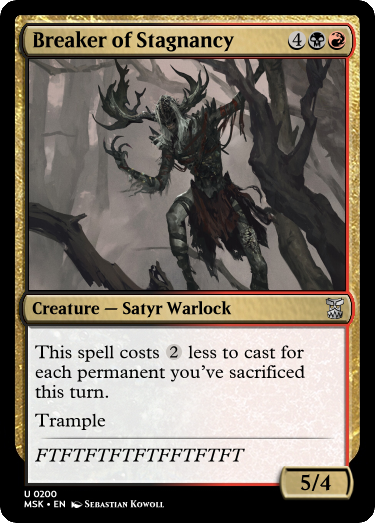 Breaker of Stagnancy 4
Creature — Satyr Warlock
This spell costs 2 less to cast for
each permanent you've sacrificed
this turn.
Trample
FTFTFTFTFTFFTFTFT
5/4
U 0200
MSK • EN Sebastian Kowoll